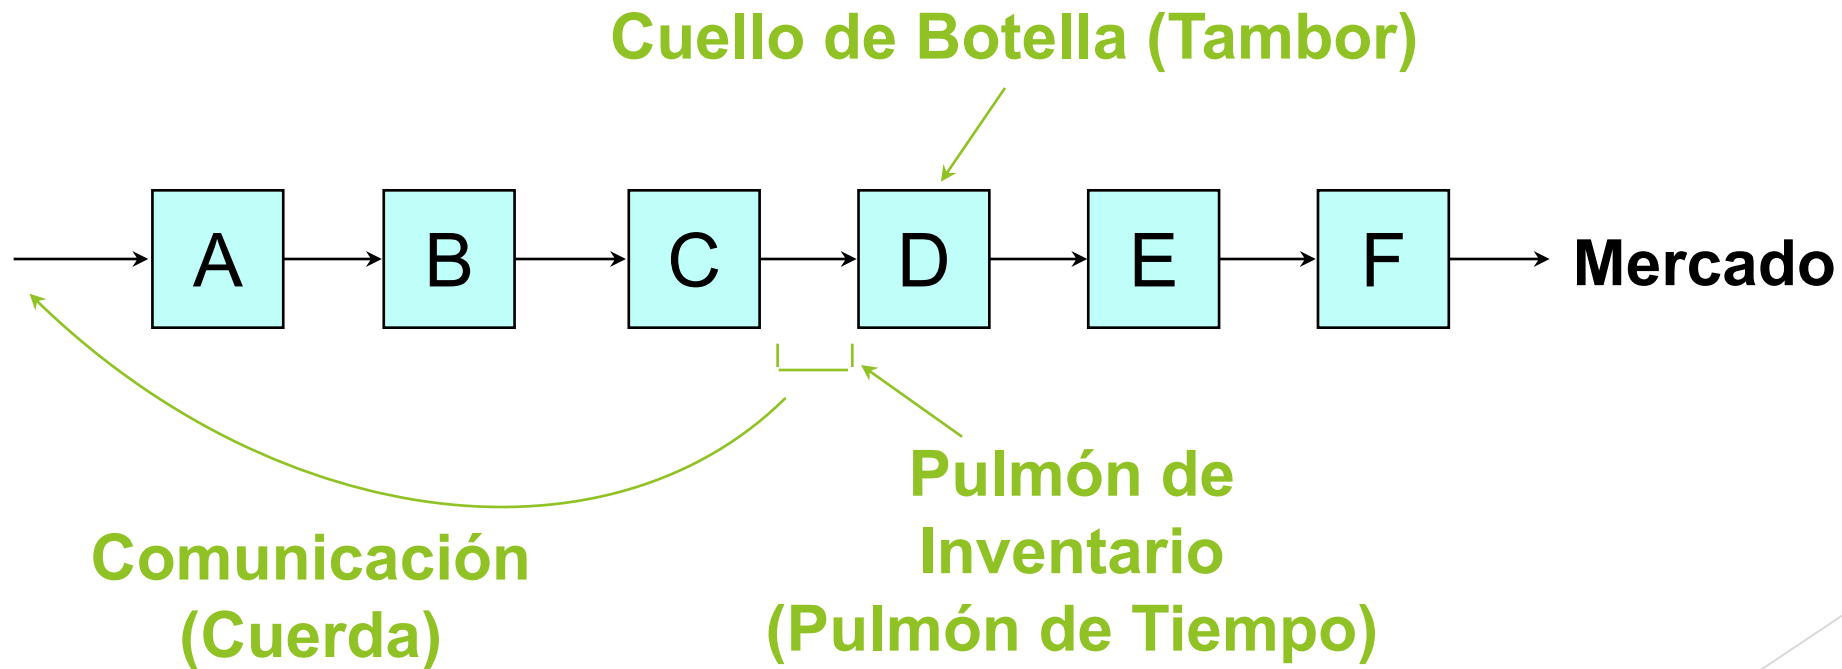 Cuello de Botella (Tambor)
A
B
C
D
E
F
Mercado
Pulmón de
Inventario
(Pulmón de Tiempo)
Comunicación
(Cuerda)